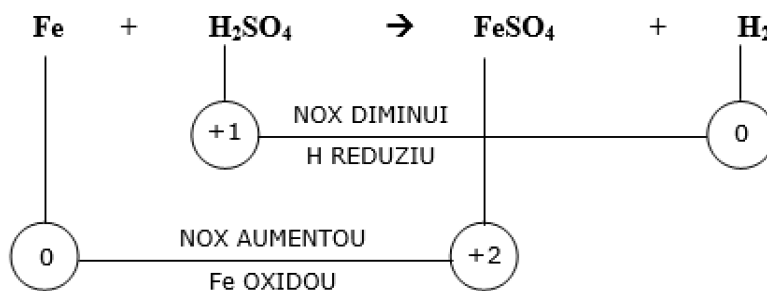 Fe + H₂SO₄ → FeSO₄ + H₂
NOX DIMINUI
+1 0
H REDUZIU
NOX AUMENTOU
0 +2
Fe OXIDOU